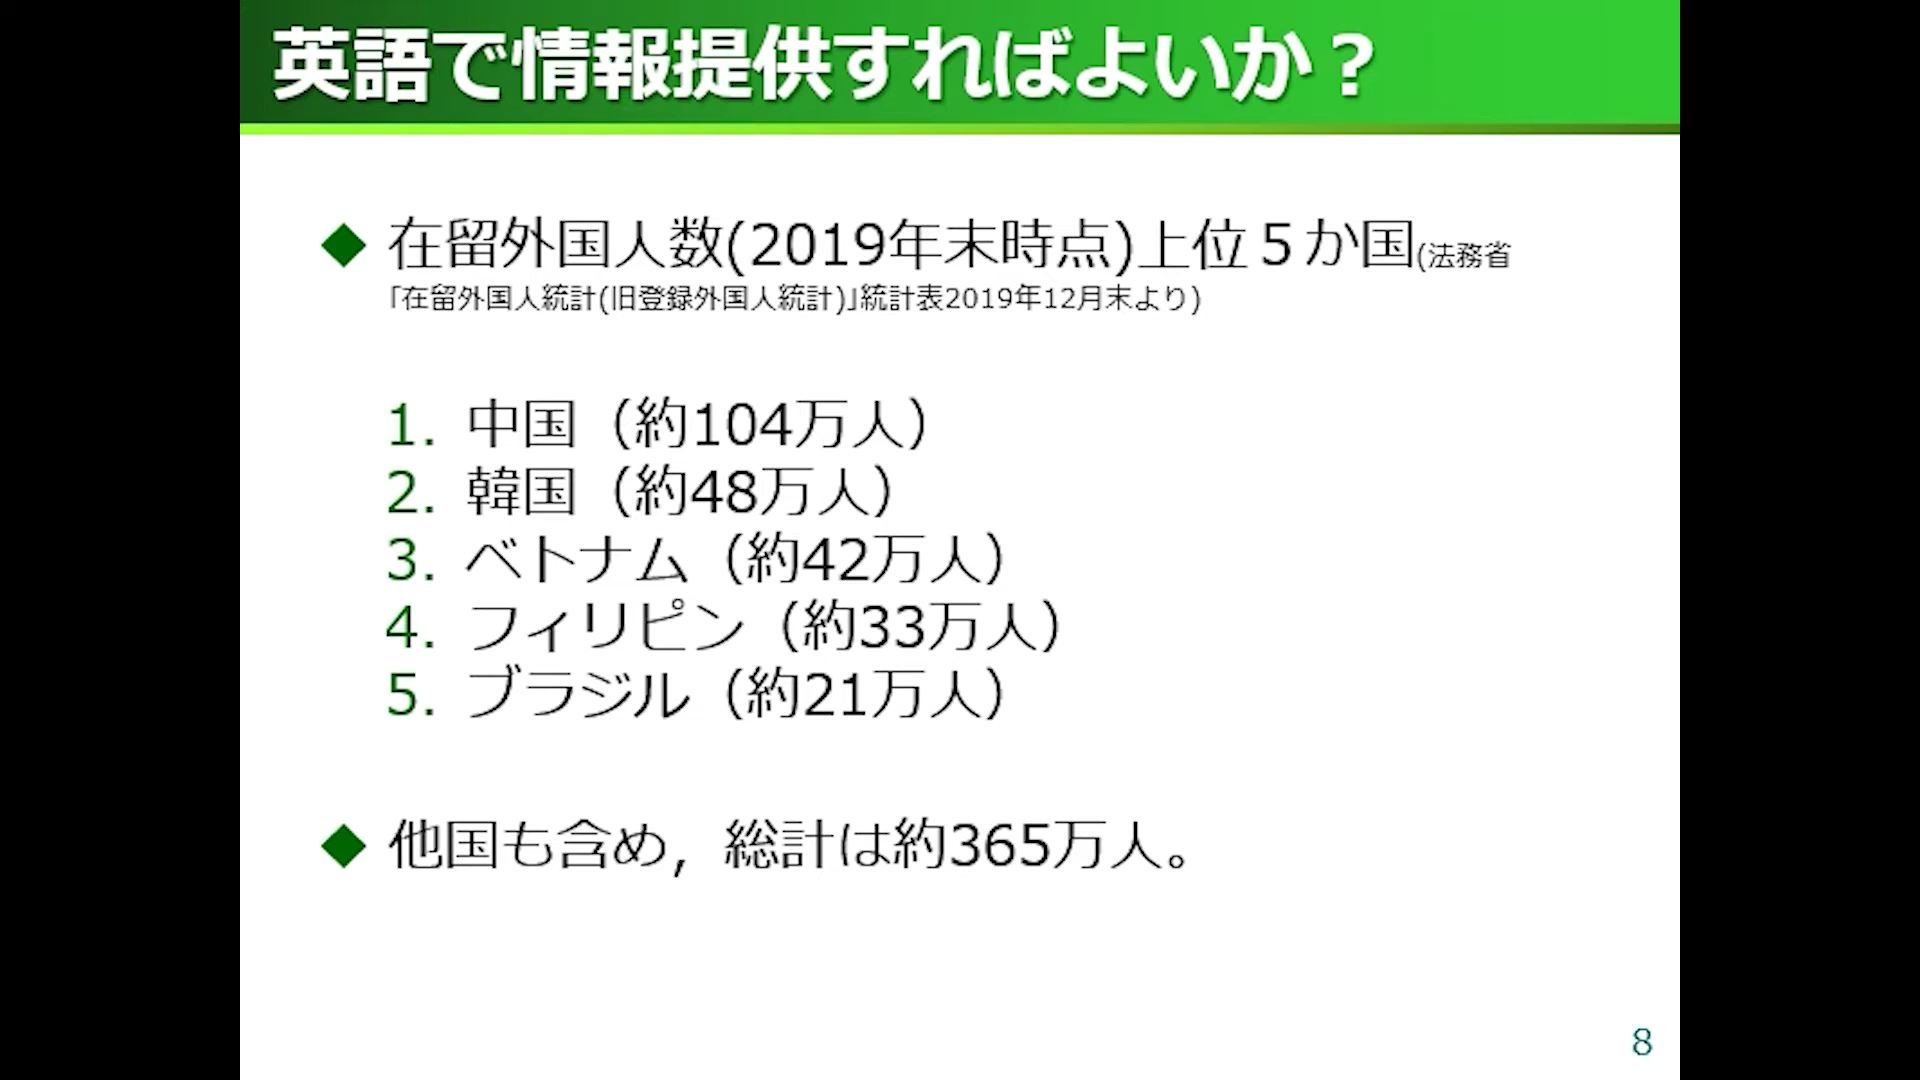 英語で情報提供すればよいか？
◆ 在留外国人数(2019年末時点)上位５か国(法務省
「在留外国人統計(旧登録外国人統計)」統計表2019年12月末より)
1. 中国（約104万人）
2. 韓国（約48万人）
3. ベトナム（約42万人）
4. フィリピン（約33万人）
5. ブラジル（約21万人）
◆ 他国も含め，総計は約365万人。
8